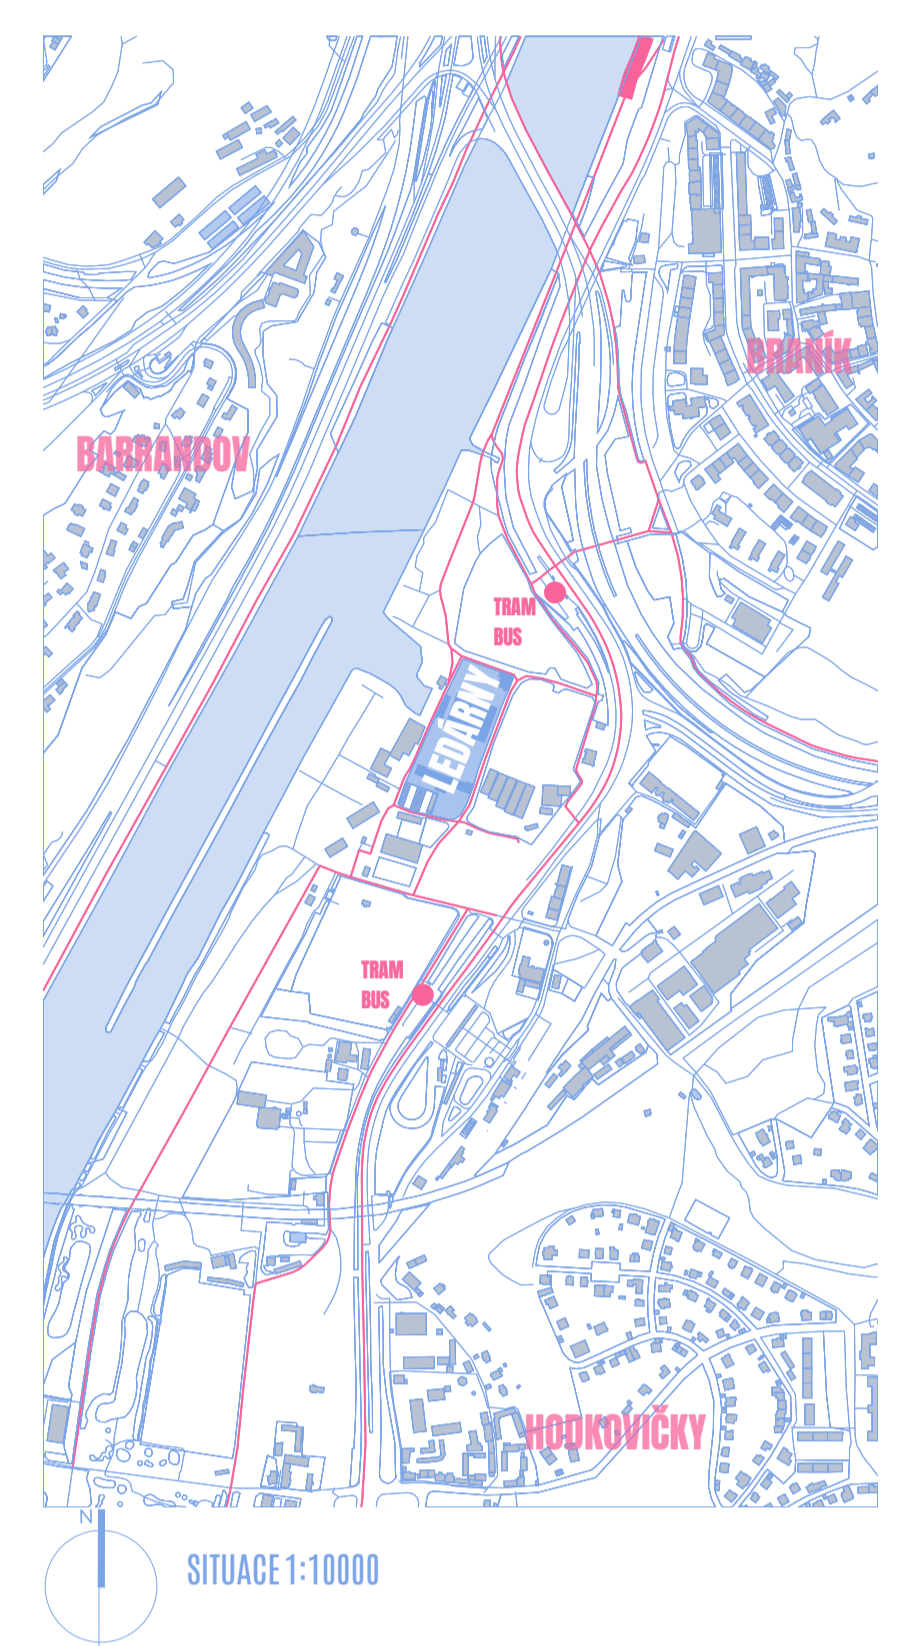 BRANÍK
BARRANDOV
TRAM
BUS
LEDÁRNY
TRAM
BUS
HODKOVIČKY
N
SITUACE 1:10000